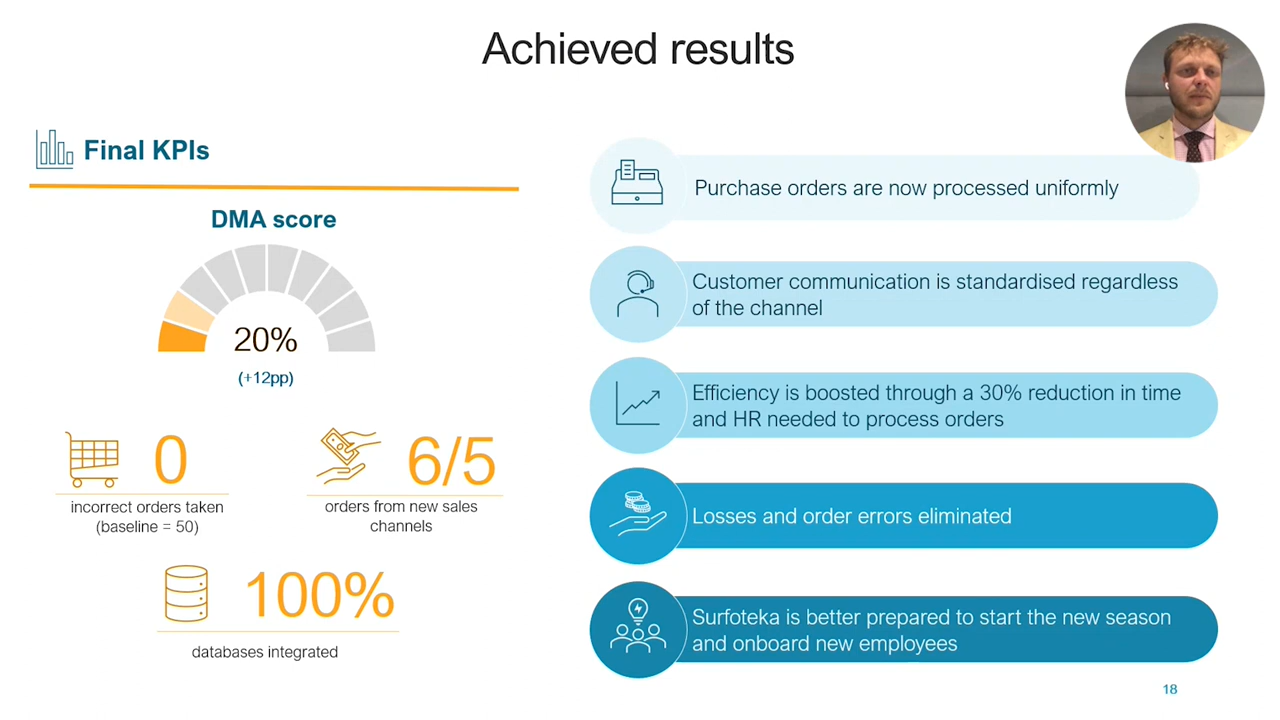 Achieved results
Final KPIs
DMA score
20%
(+12pp)
0
incorrect orders taken
(baseline = 50)
6/5
orders from new sales
channels
100%
databases integrated
Purchase orders are now processed uniformly
Customer communication is standardised regardless
of the channel
Efficiency is boosted through a 30% reduction in time
and HR needed to process orders
Losses and order errors eliminated
Surfoteka is better prepared to start the new season
and onboard new employees
18